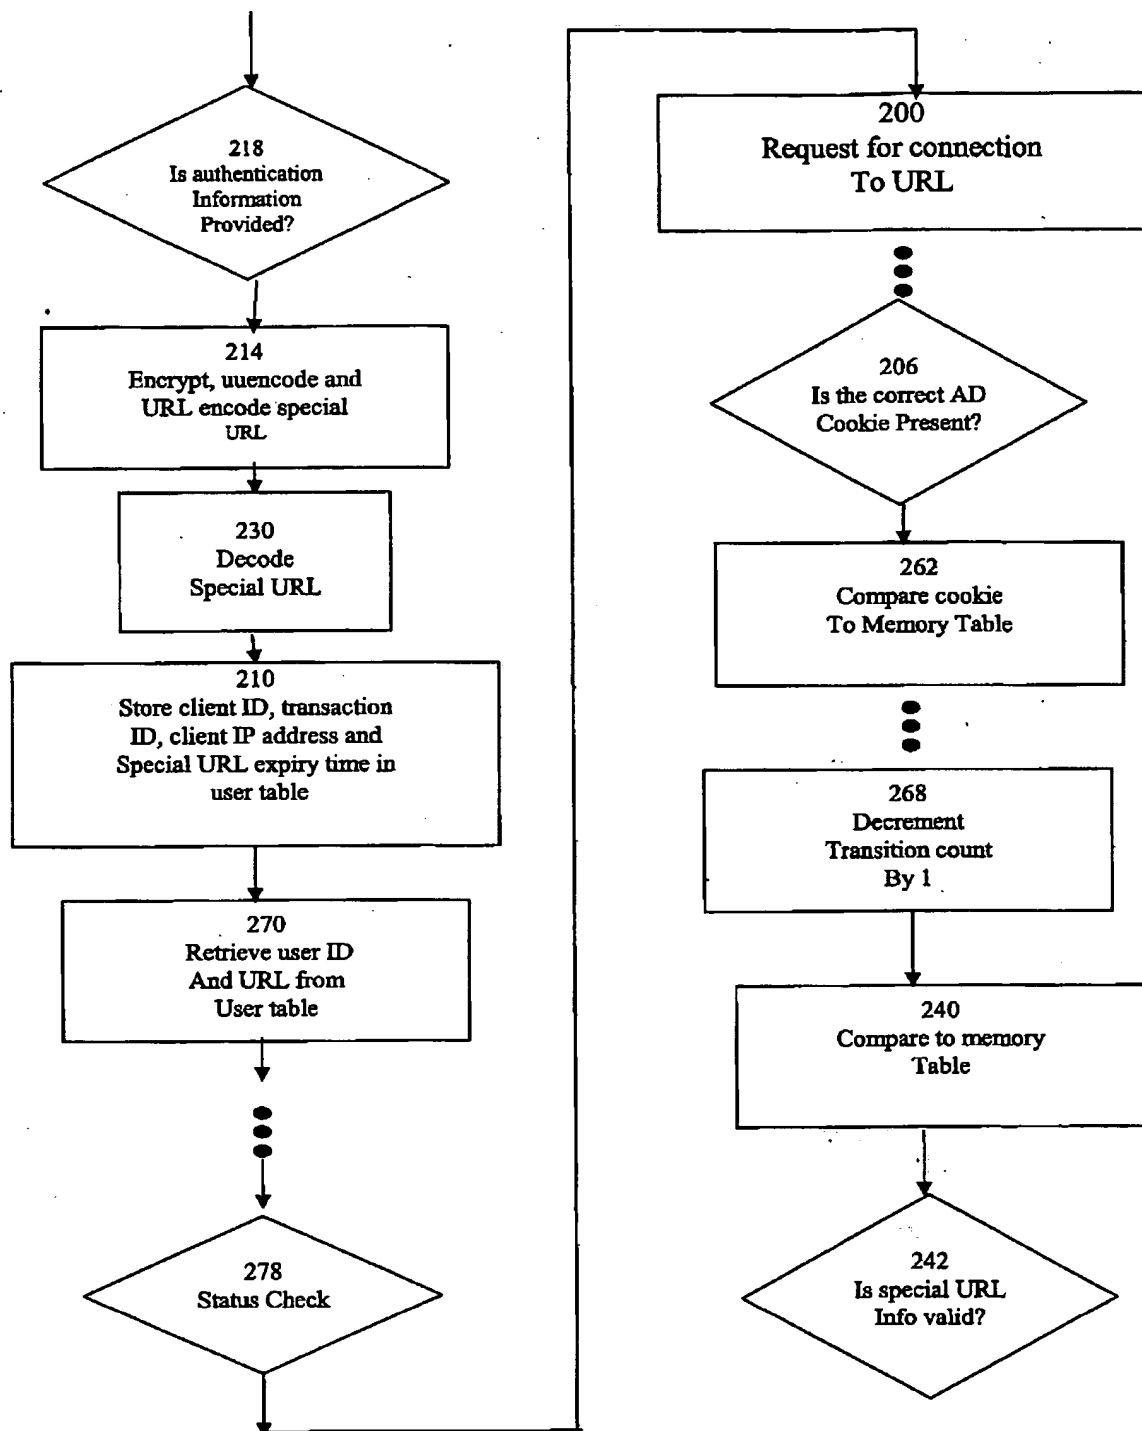 218
Is authentication
Information
Provided?
214
Encrypt, uuencode and
URL encode special
URL
230
Decode
Special URL
210
Store client ID, transaction
ID, client IP address and
Special URL expiry time in
user table
270
Retrieve user ID
And URL from
User table
278
Status Check
200
Request for connection
To URL
206
Is the correct AD
Cookie Present?
262
Compare cookie
To Memory Table
268
Decrement
Transition count
By 1
240
Compare to memory
Table
242
Is special URL
Info valid?